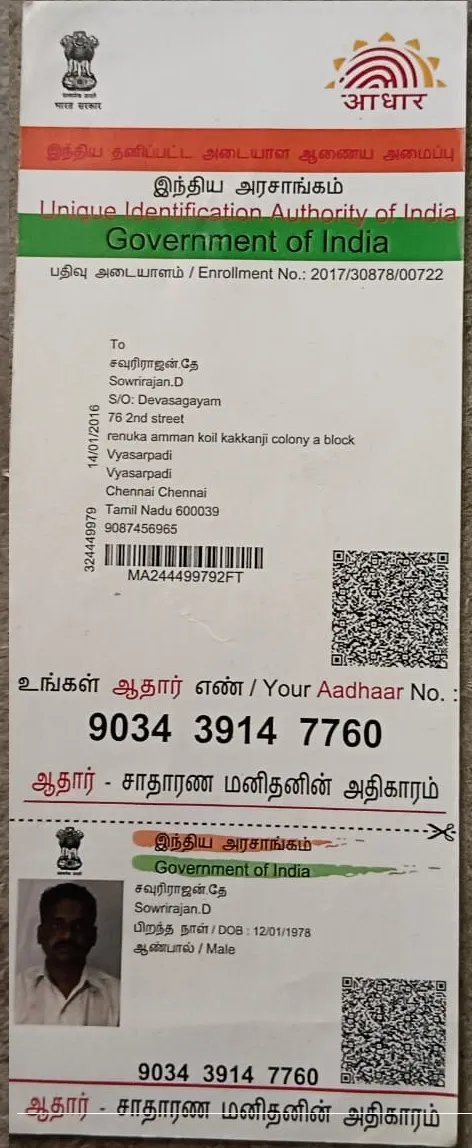 भारत सरकार
आधार
இந்திய தனிப்பட்ட அடையாள ஆணைய அமைப்பு
இந்திய அரசாங்கம்
Unique Identification Authority of India
Government of India
பதிவு அடையாளம் / Enrollment No.: 2017/30878/00722
To
சவுரிராஜன்.தே
Sowrirajan.D
S/O: Devasagayam
76 2nd street
renuka amman koil kakkanji colony a block
Vyasarpadi
Vyasarpadi
Chennai Chennai
Tamil Nadu 600039
9087456965
324449979 14/01/2016
MA244499792FT
உங்கள் ஆதார் எண் / Your Aadhaar No. :
9034 3914 7760
ஆதார் - சாதாரண மனிதனின் அதிகாரம்
இந்திய அரசாங்கம்
Government of India
சவுரிராஜன்.தே
Sowrirajan.D
பிறந்த நாள் / DOB : 12/01/1978
ஆண்பால் / Male
9034 3914 7760
ஆதார் - சாதாரண மனிதனின் அதிகாரம்